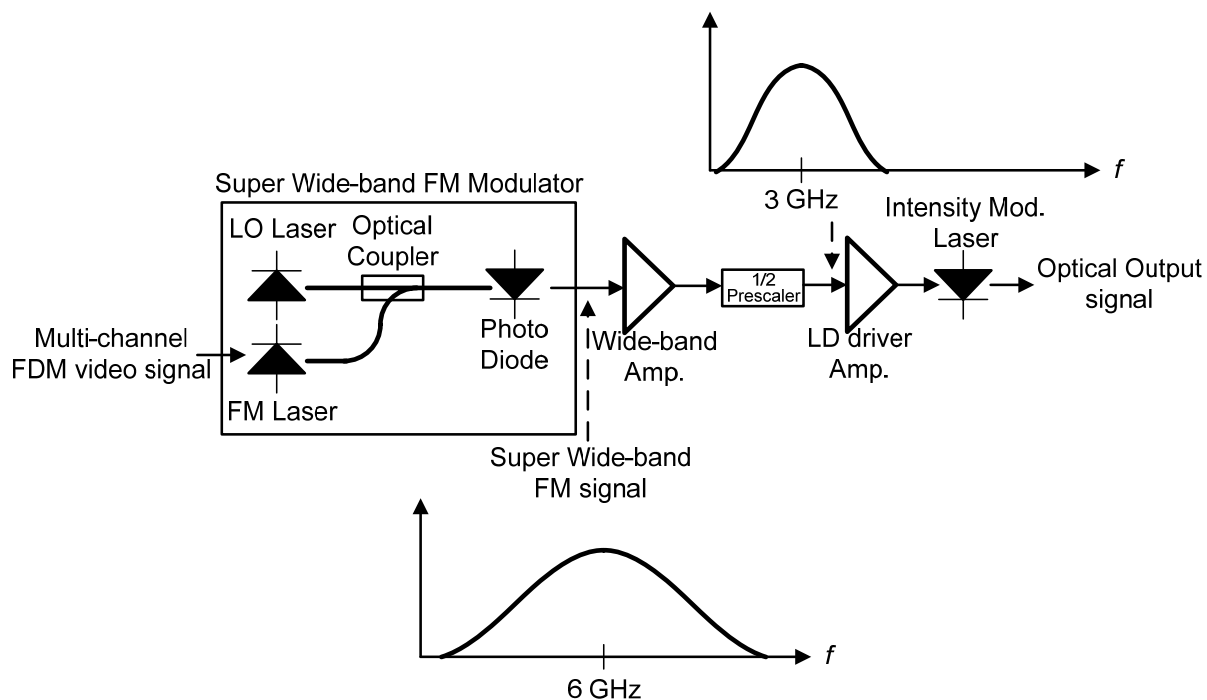 f
3 GHz
Super Wide-band FM Modulator
LO Laser
Optical
Coupler
Photo
Diode
Multi-channel
FDM video signal
FM Laser
Wide-band
Amp.
1/2
Prescaler
LD driver
Amp.
Intensity Mod.
Laser
Optical Output
signal
Super Wide-band
FM signal
f
6 GHz